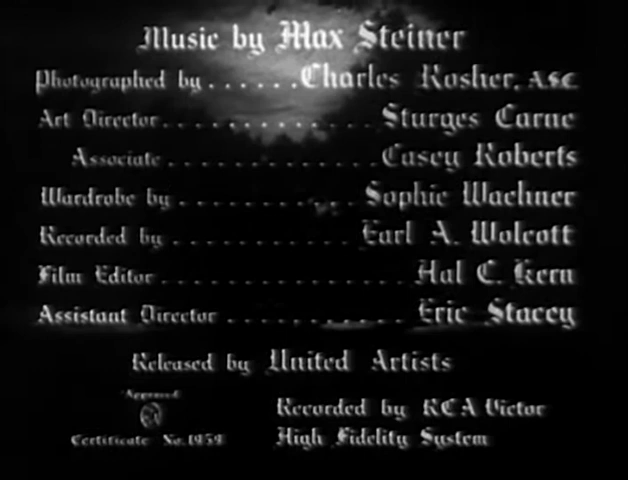 Music by Max Steiner
Photographed by......Charles Rosher, A.S.C
Art Director..............Sturges Carne
Associate..............Casey Roberts
Wardrobe by............Sophie Wachner
Recorded by............Earl A. Wolcott
Film Editor.................Hal C. Kern
Assistant Director............Eric Stacey
Released by United Artists
Approved
Certificate No. 1959
Recorded by RCA Victor
High Fidelity System